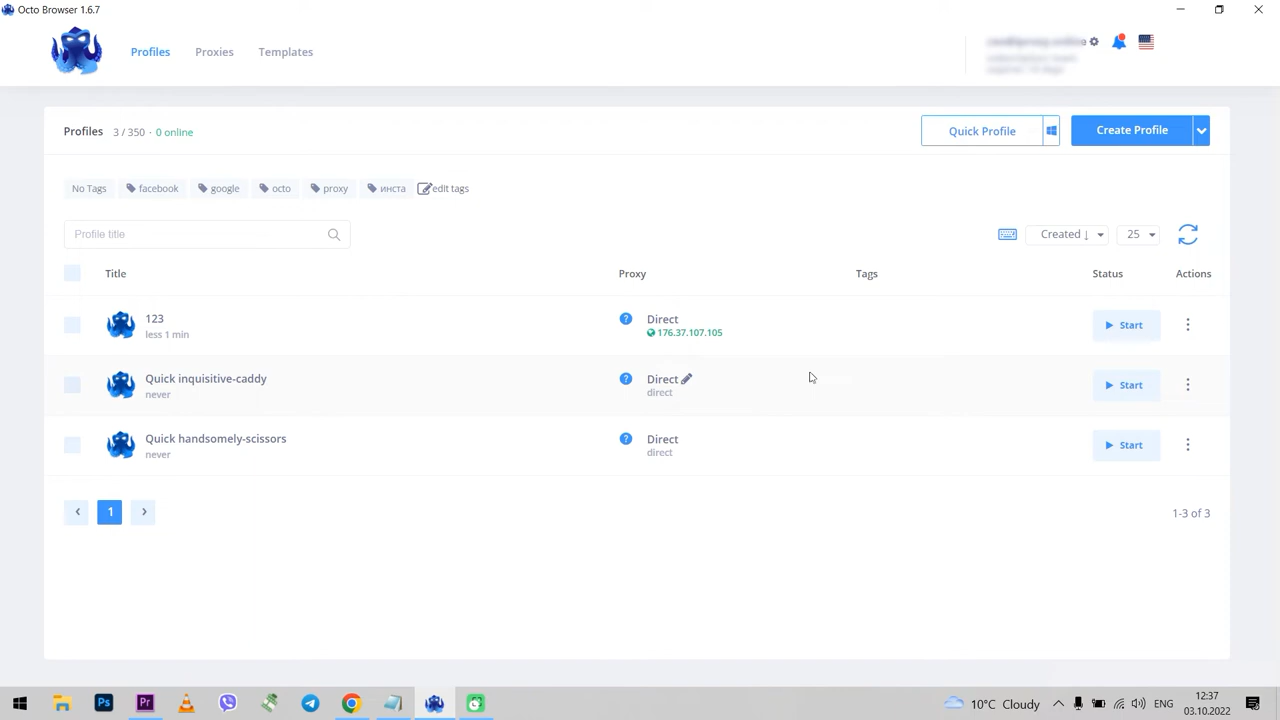 Octo Browser 1.6.7
Profiles Proxies Templates
Profiles 3 / 350 · 0 online
Quick Profile
Create Profile
No Tags facebook google octo proxy инста edit tags
Profile title
Created ↓ 25
Title Proxy Tags Status Actions
123 Direct Start
less 1 min 176.37.107.105
Quick inquisitive-caddy Direct Start
never direct
Quick handsomely-scissors Direct Start
never direct
1
1-3 of 3
10°C Cloudy ENG
12:37
03.10.2022